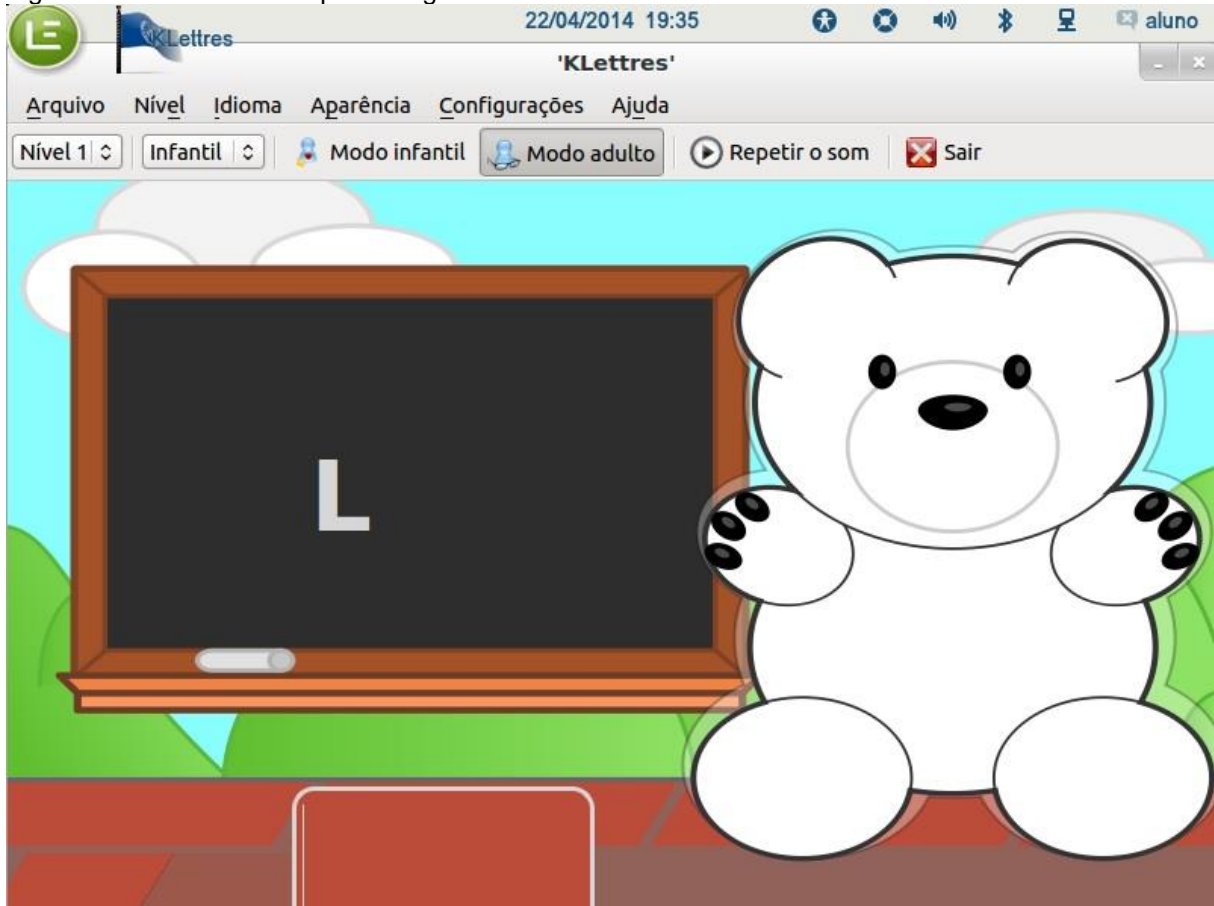 22/04/2014 19:35
aluno
KLettres
'KLettres'
Arquivo Nível Idioma Aparência Configurações Ajuda
Nível 1 Infantil Modo infantil Modo adulto Repetir o som Sair
L